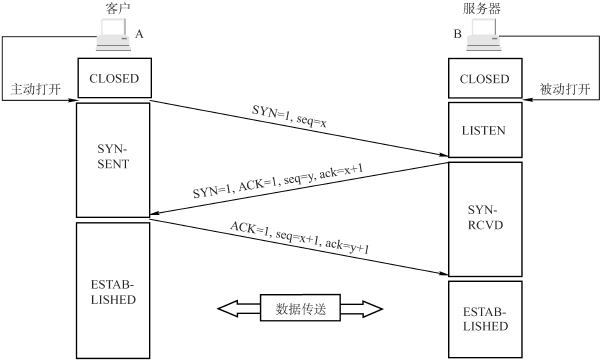 客户
服务器
A
B
CLOSED
CLOSED
主动打开
被动打开
SYN=1, seq=x
LISTEN
SYN-
SENT
SYN=1, ACK=1, seq=y, ack=x+1
SYN-
RCVD
ACK=1, seq=x+1, ack=y+1
ESTAB-
LISHED
数据传送
ESTAB-
LISHED